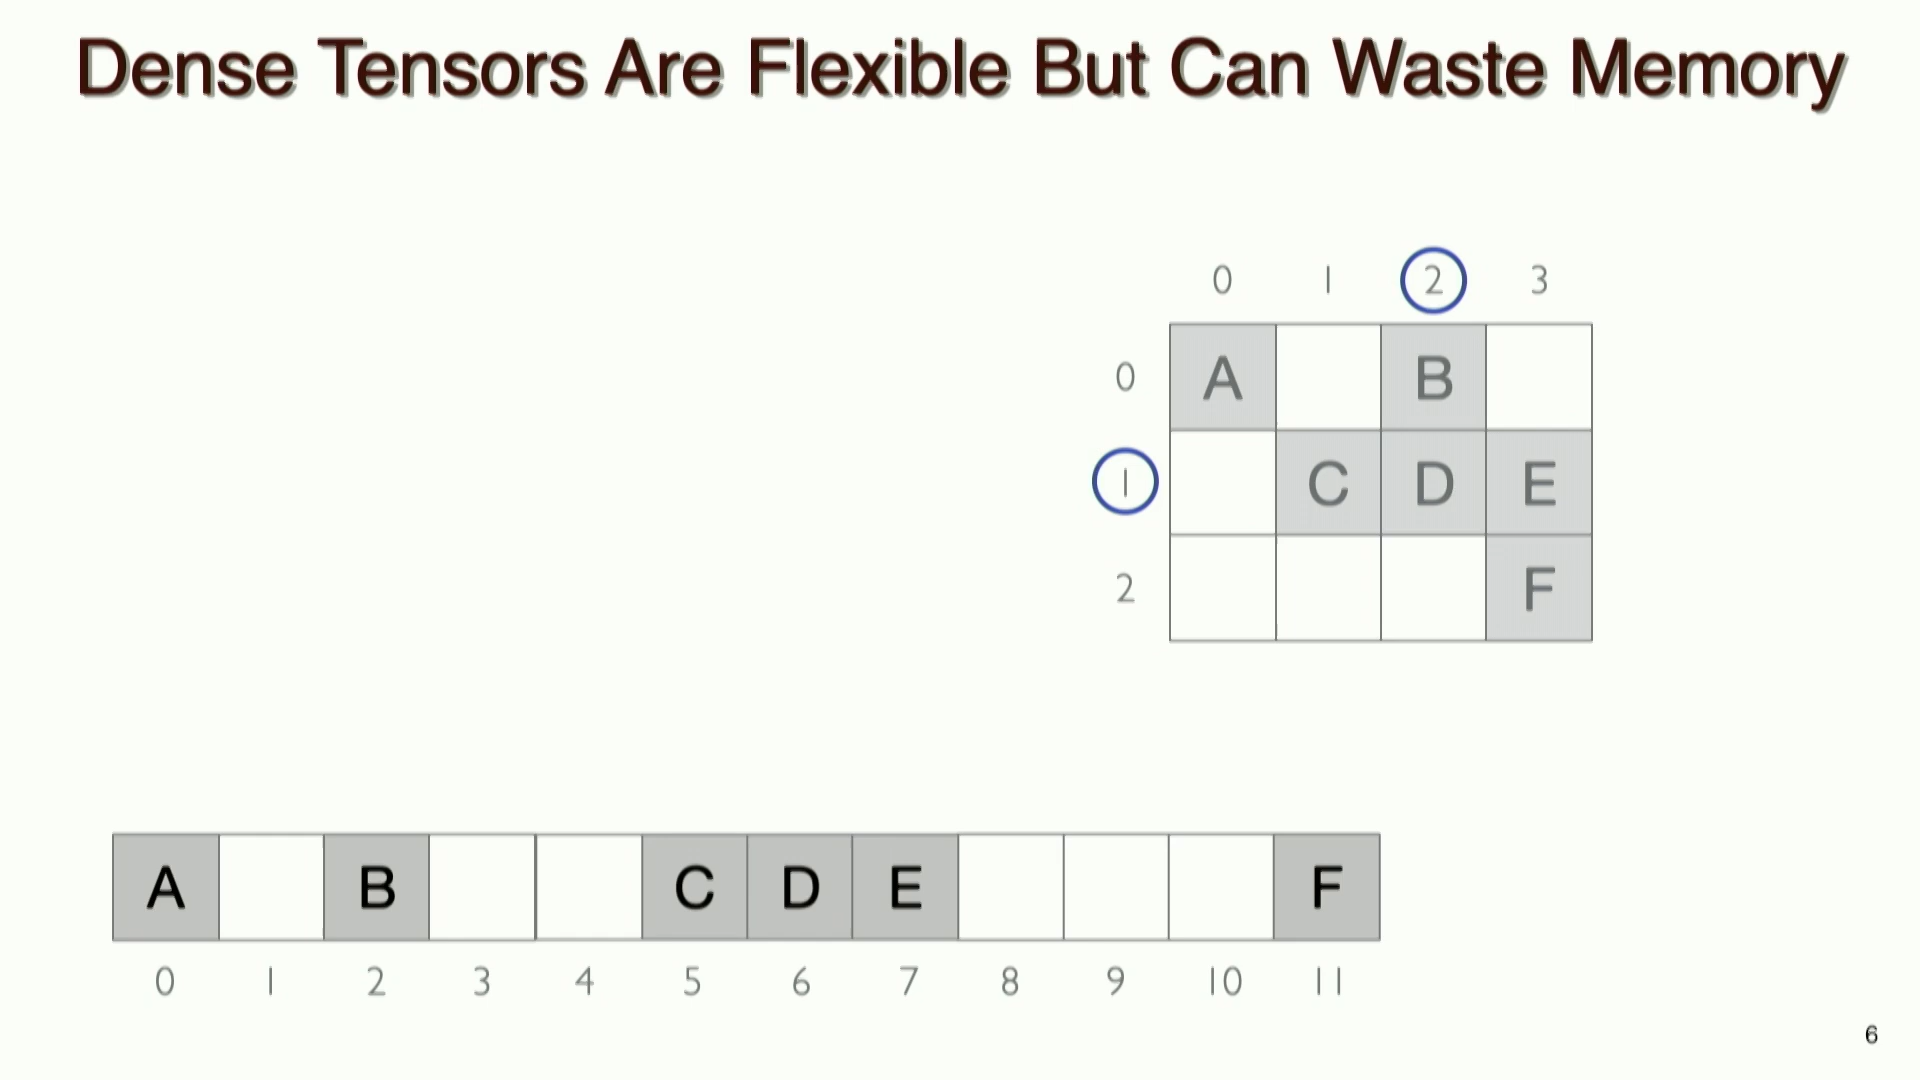 Dense Tensors Are Flexible But Can Waste Memory
0 1 2 3
0 A B
1 C D E
2 F
A B C D E F
0 1 2 3 4 5 6 7 8 9 10 11
6